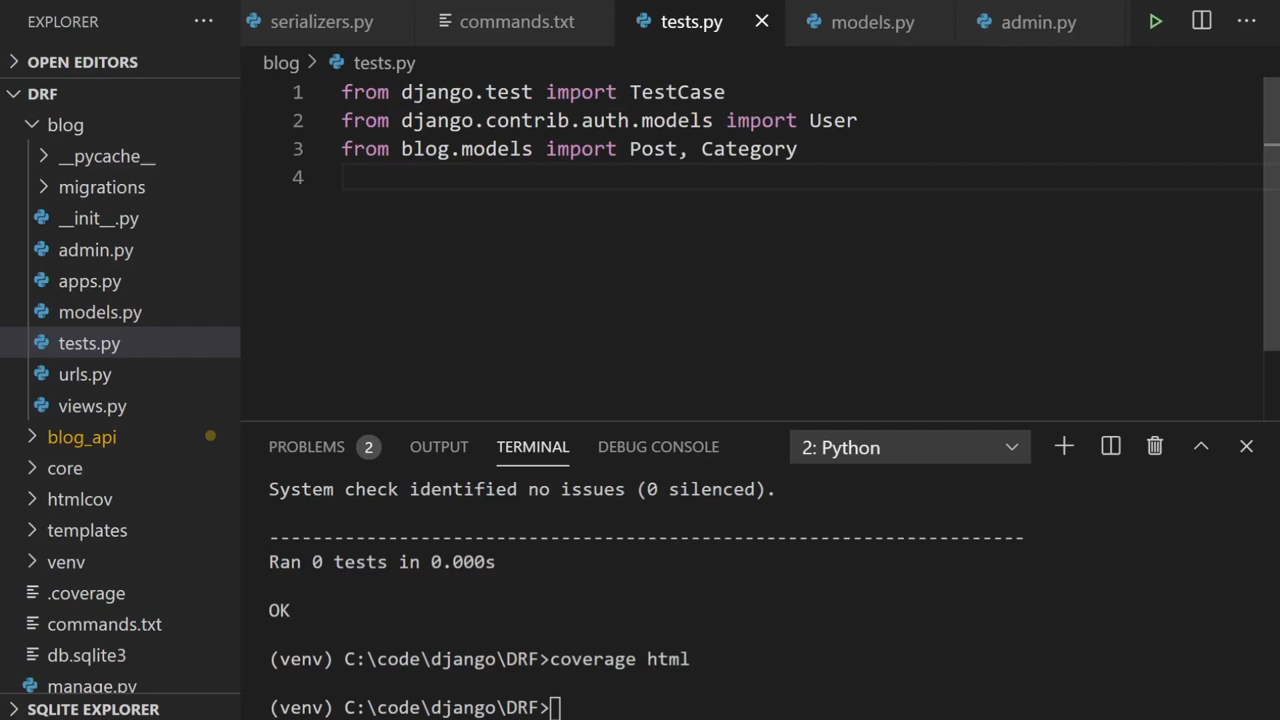 EXPLORER
serializers.py
commands.txt
tests.py
models.py
admin.py
OPEN EDITORS
DRF
blog
__pycache__
migrations
__init__.py
admin.py
apps.py
models.py
tests.py
urls.py
views.py
blog_api
core
htmlcov
templates
venv
.coverage
commands.txt
db.sqlite3
manage.py
SQLITE EXPLORER
blog > tests.py
1 from django.test import TestCase
2 from django.contrib.auth.models import User
3 from blog.models import Post, Category
4
PROBLEMS 2 OUTPUT TERMINAL DEBUG CONSOLE 2: Python
System check identified no issues (0 silenced).
----------------------------------------------------------------------
Ran 0 tests in 0.000s
OK
(venv) C:\code\django\DRF>coverage html
(venv) C:\code\django\DRF>